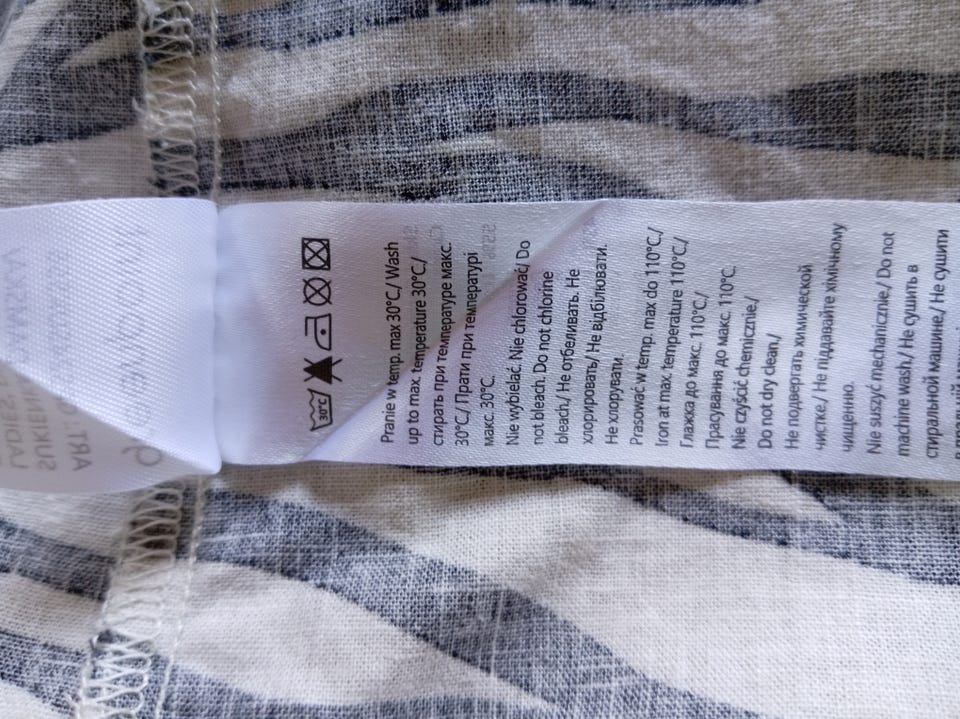 30°C
Pranie w temp. max 30°C./ Wash
up to max. temperature 30°C./
стирать при температуре макс.
30°C./ Прати при температурі
макс. 30°C.
Nie wybielać. Nie chlorować/ Do
not bleach. Do not chlorine
bleach./ Не отбеливать. Не
хлорировать/ Не відбілювати.
Не хлорувати.
Prasować w temp. max. do 110°C./
Iron at max. temperature 110°C./
Глажка до макс. 110°C./
Прасування до макс. 110°C.
Nie czyścić chemicznie./
Do not dry clean./
Не подвергать химической
чистке./ Не піддавайте хімічному
чищенню.
Nie suszyć mechanicznie./ Do not
machine wash./ Не сушить в
стиральной машине./ Не сушити